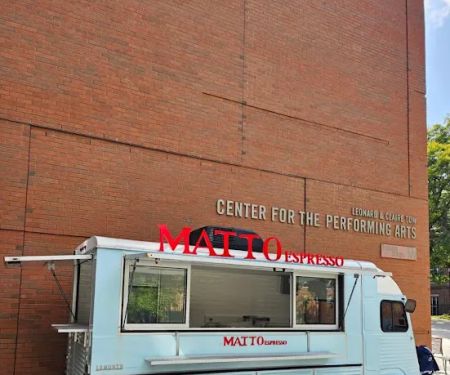 LEONARD & CLAIRE TOW
CENTER FOR THE PERFORMING ARTS
MATTO ESPRESSO
MATTO ESPRESSO